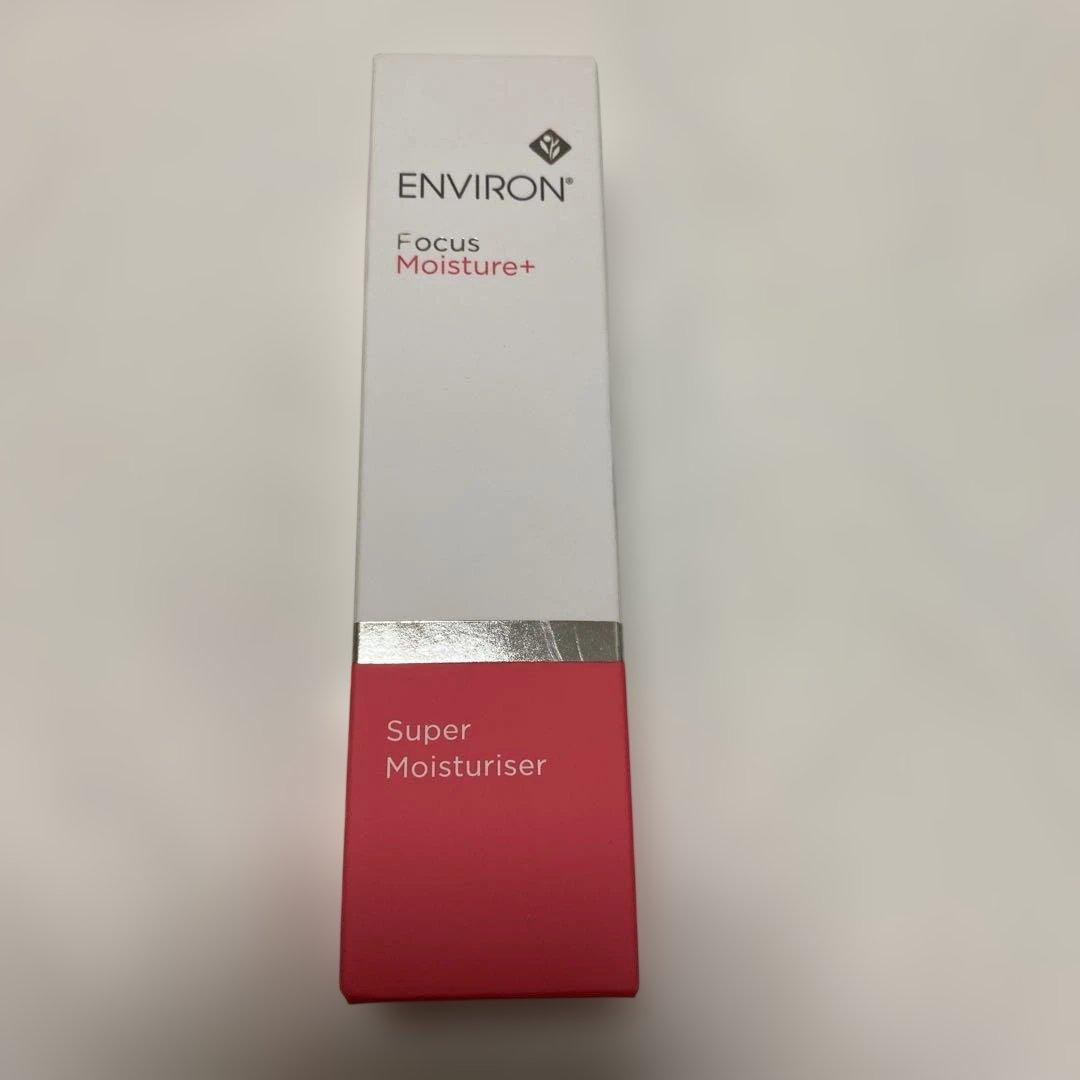 ENVIRON®
Focus
Moisture+
Super
Moisturiser